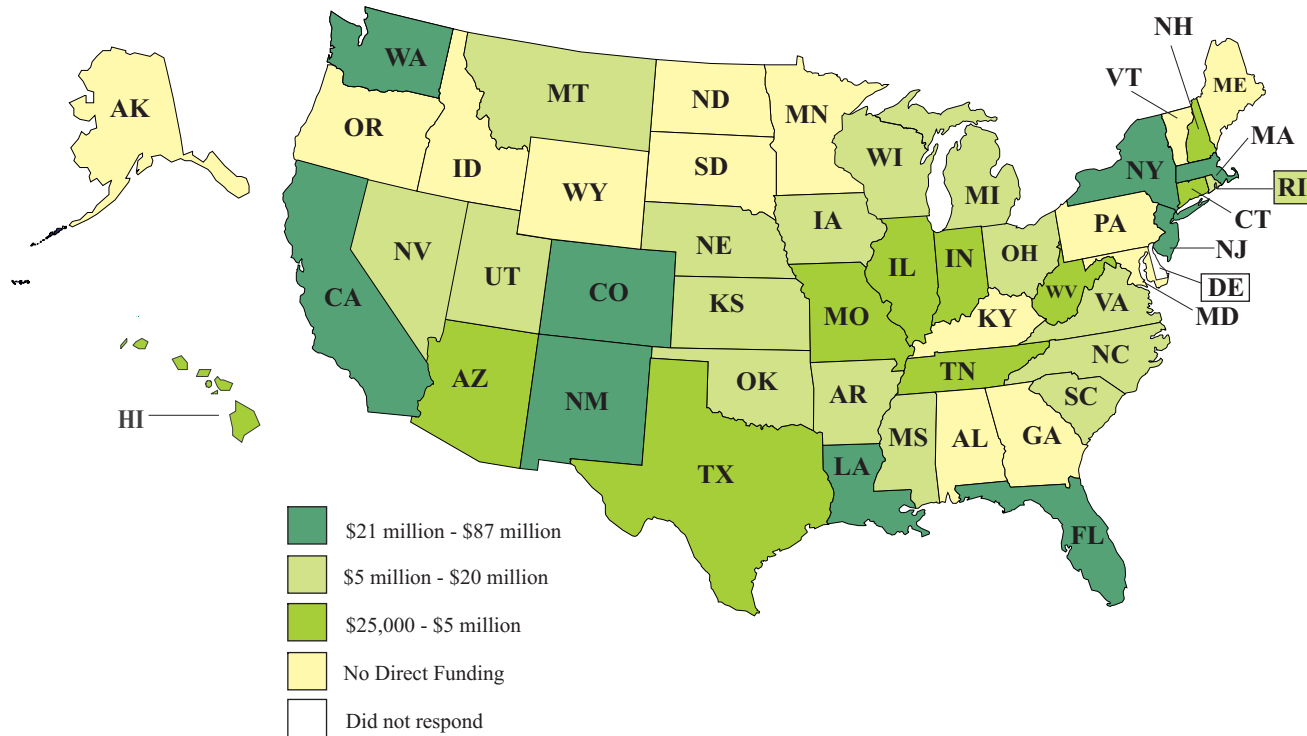 NH
WA
VT
ME
MT
ND
AK
MN
OR
MA
WI
NY
ID
SD
WY
MI
RI
CT
PA
IA
NE
NV
NJ
OH
UT
IL
IN
CO
DE
WV
CA
VA
KS
MO
MD
KY
NC
TN
AZ
OK
AR
SC
NM
HI
MS
AL
GA
LA
TX
$21 million - $87 million
FL
$5 million - $20 million
$25,000 - $5 million
No Direct Funding
Did not respond